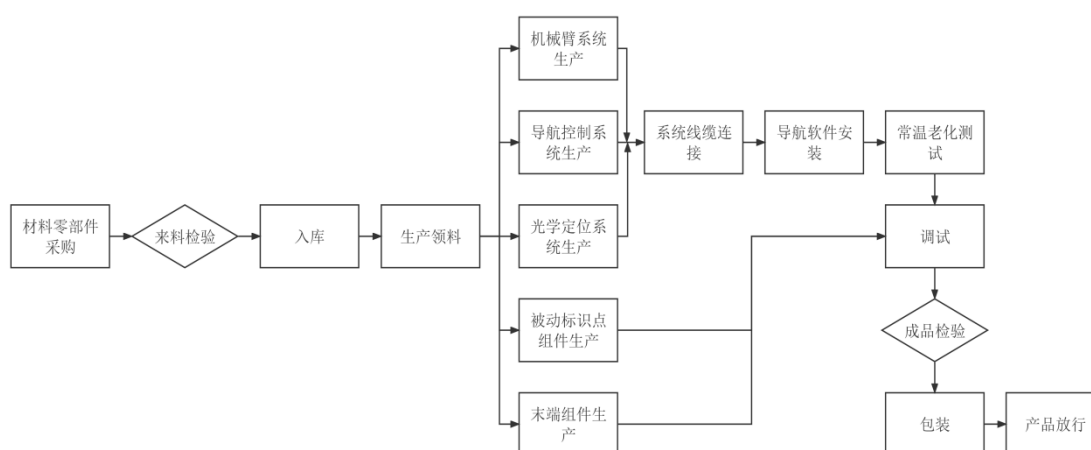 材料零部件
采购
来料检验
入库
生产领料
机械臂系统
生产
导航控制系
统生产
光学定位系
统生产
被动标识点
组件生产
末端组件生
产
系统线缆连
接
导航软件安
装
常温老化测
试
调试
成品检验
包装
产品放行